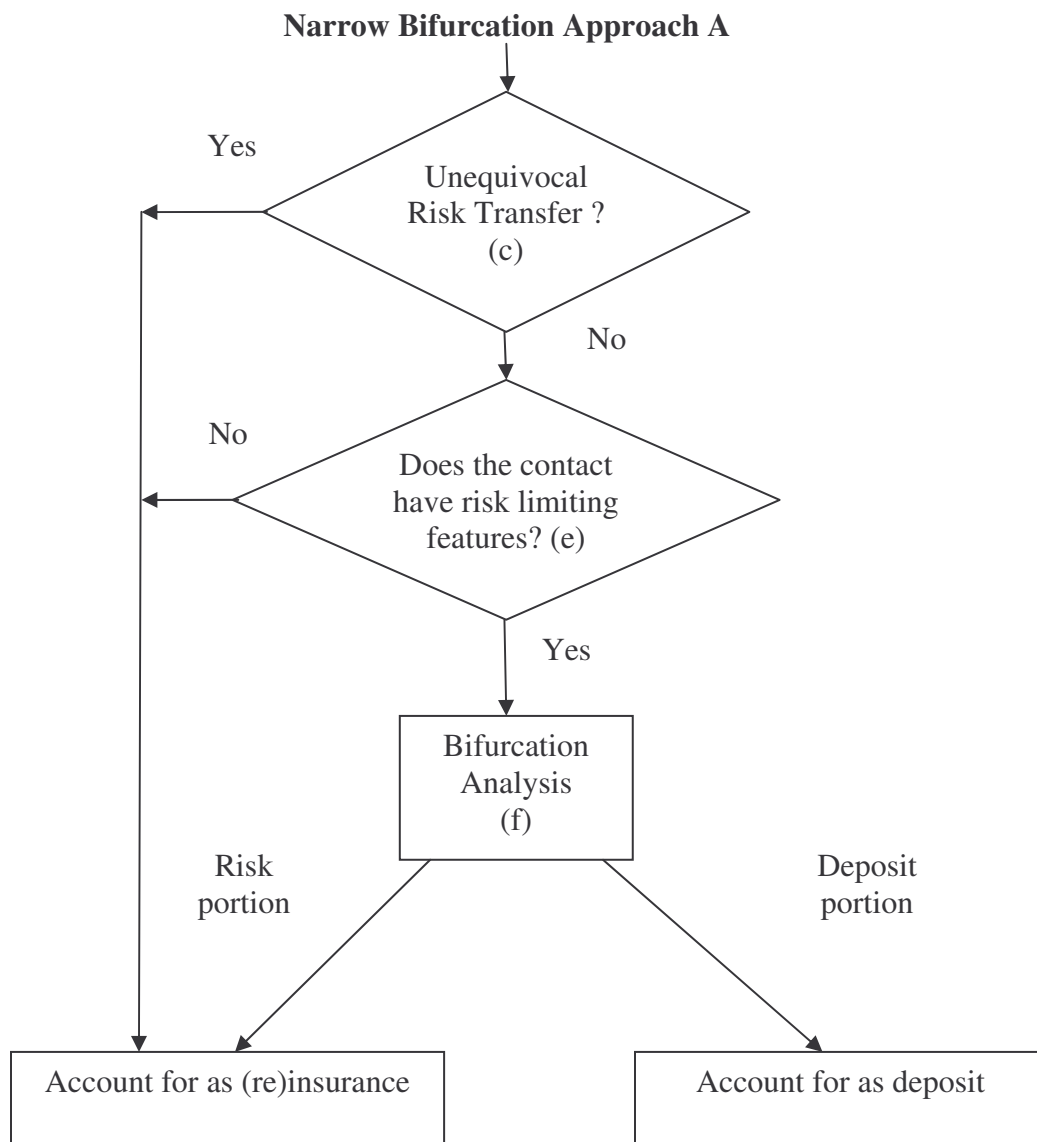 Narrow Bifurcation Approach A
Yes
Unequivocal
Risk Transfer ?
(c)
No
No
Does the contact
have risk limiting
features? (e)
Yes
Bifurcation
Analysis
(f)
Risk
portion
Deposit
portion
Account for as (re)insurance
Account for as deposit